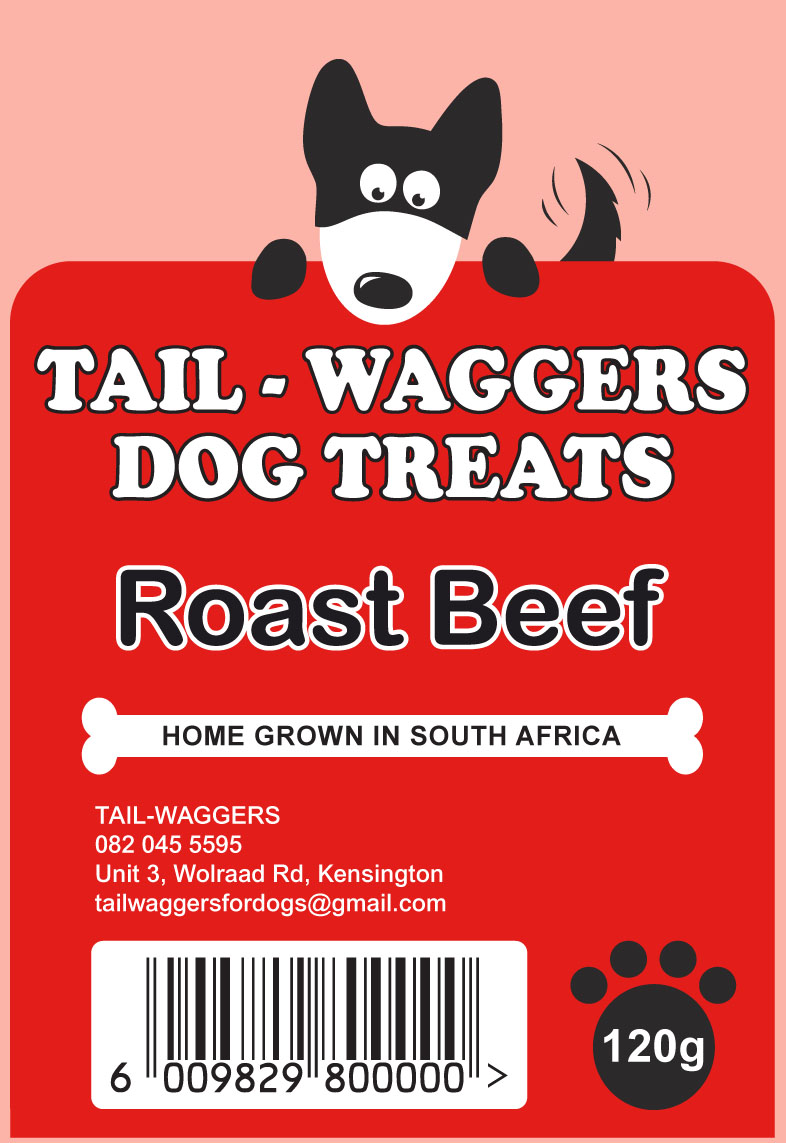 TAIL - WAGGERS
DOG TREATS
Roast Beef
HOME GROWN IN SOUTH AFRICA
TAIL-WAGGERS
082 045 5595
Unit 3, Wolraad Rd, Kensington
tailwaggersfordogs@gmail.com
6 009829 800000 >
120g